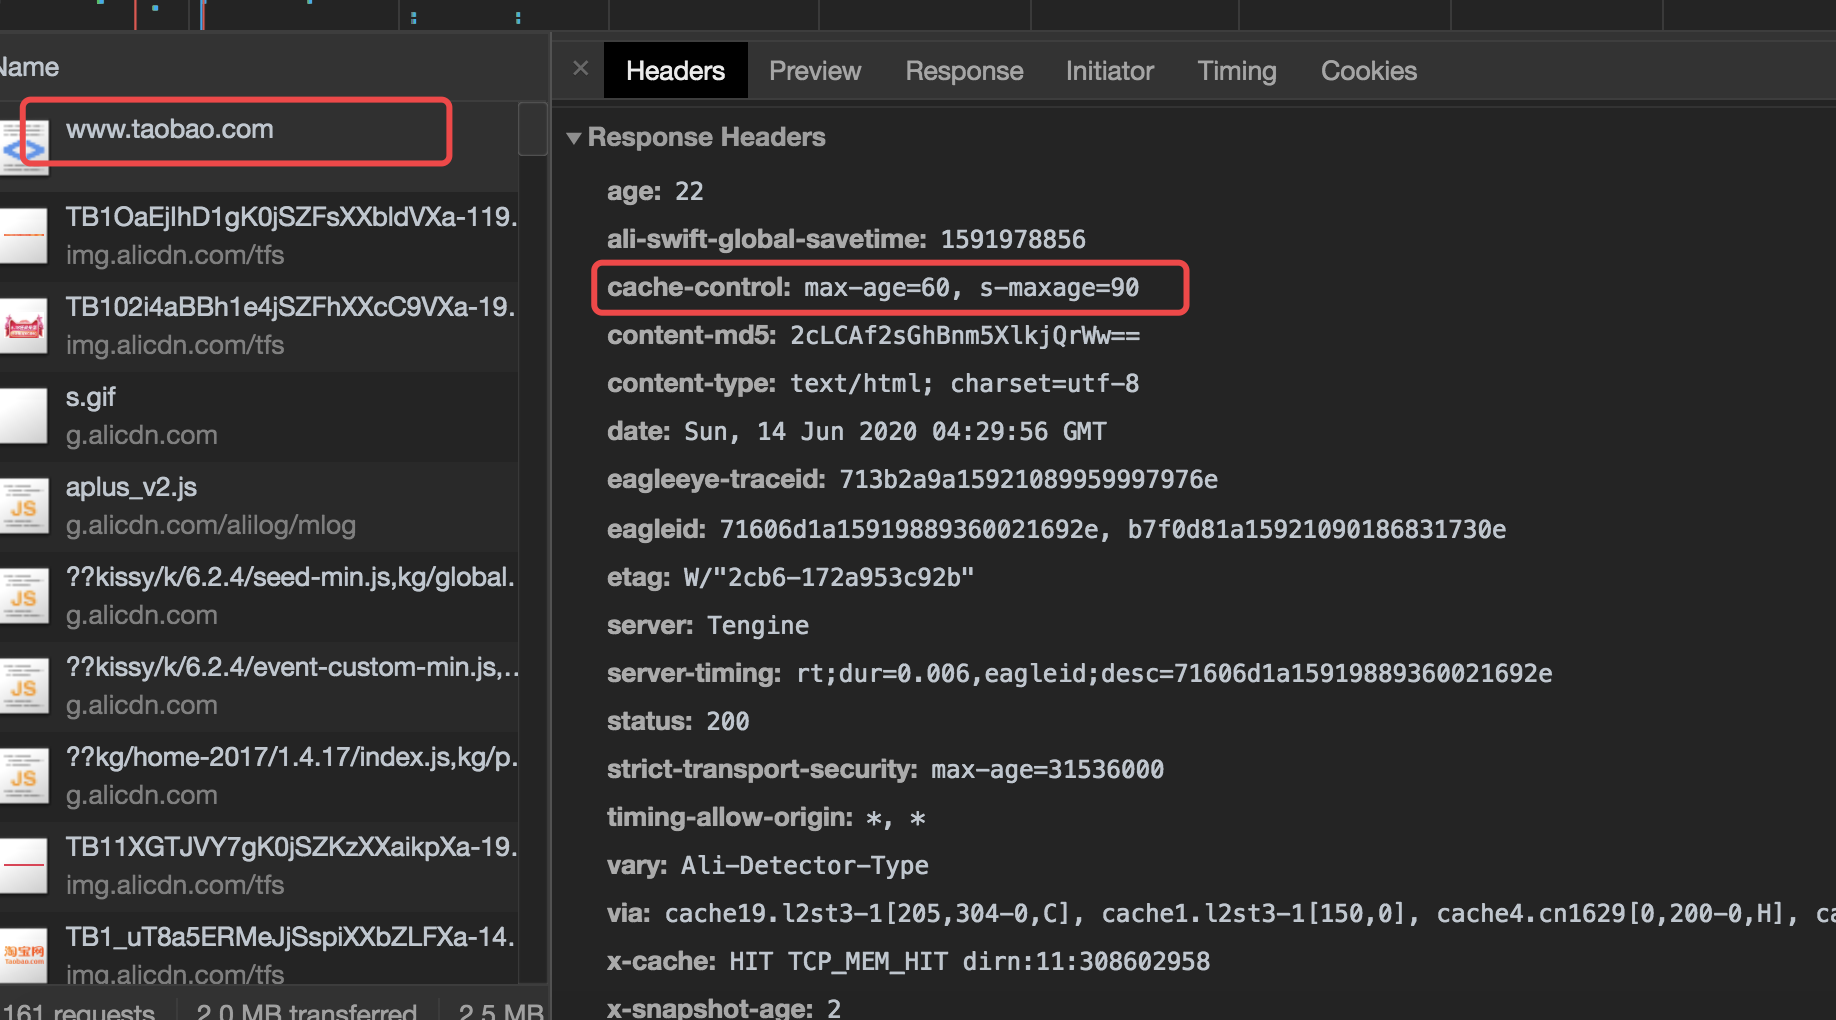 Name
www.taobao.com
TB1OaEjlhD1gK0jSZFsXXbldVXa-119.
img.alicdn.com/tfs
TB102i4aBBh1e4jSZFhXXcC9VXa-19.
img.alicdn.com/tfs
s.gif
g.alicdn.com
aplus_v2.js
g.alicdn.com/alilog/mlog
??kissy/k/6.2.4/seed-min.js,kg/global.
g.alicdn.com
??kissy/k/6.2.4/event-custom-min.js,..
g.alicdn.com
??kg/home-2017/1.4.17/index.js,kg/p.
g.alicdn.com
TB11XGTJVY7gK0jSZKzXXaikpXa-19.
img.alicdn.com/tfs
淘宝网
Taobao.com
TB1_uT8a5ERMeJjSspiXXbZLFXa-14.
img.alicdn.com/tfs
JS
JS
JS
JS
161 requests 2.0 MB transferred 2.5 MB
Headers Preview Response Initiator Timing Cookies
Response Headers
age: 22
ali-swift-global-savetime: 1591978856
cache-control: max-age=60, s-maxage=90
content-md5: 2cLCAf2sGhBnm5XlkjQrWw==
content-type: text/html; charset=utf-8
date: Sun, 14 Jun 2020 04:29:56 GMT
eagleeye-traceid: 713b2a9a15921089959997976e
eagleid: 71606d1a15919889360021692e, b7f0d81a15921090186831730e
etag: W/"2cb6-172a953c92b"
server: Tengine
server-timing: rt;dur=0.006,eagleid;desc=71606d1a15919889360021692e
status: 200
strict-transport-security: max-age=31536000
timing-allow-origin: *, *
vary: Ali-Detector-Type
via: cache19.l2st3-1[205,304-0,C], cache1.l2st3-1[150,0], cache4.cn1629[0,200-0,H], ca
x-cache: HIT TCP_MEM_HIT dirn:11:308602958
x-snapshot-age: 2